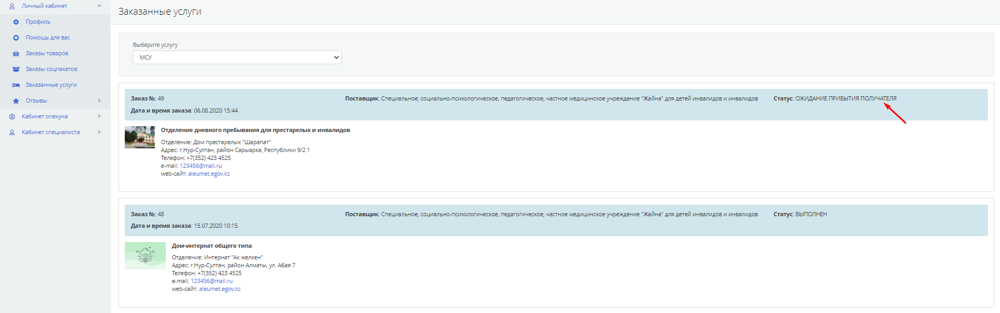 Личный кабинет
Профиль
Помощь для вас
Заказы товаров
Заказы соцпакетов
Заказанные услуги
Отзывы
Кабинет опекуна
Кабинет специалиста
Заказанные услуги
Выберите услугу
МСУ
Заказ №: 49 Поставщик: Специальное, социально-психологическое, педагогическое, частное медицинское учреждение "Жайна" для детей инвалидов и инвалидов Статус: ОЖИДАНИЕ ПРИБЫТИЯ ПОЛУЧАТЕЛЯ
Дата и время заказа: 06.08.2020 15:44
Отделение дневного пребывания для престарелых и инвалидов
Отделение: Дом престарелых "Шарапат"
Адрес: г.Нур-Султан, район Сарыарка, Республики 9/2 1
Телефон: +7(352) 423 4525
e-mail: 123456@mail.ru
web-сайт: aleumet.egov.kz
Заказ №: 48 Поставщик: Специальное, социально-психологическое, педагогическое, частное медицинское учреждение "Жайна" для детей инвалидов и инвалидов Статус: ВЫПОЛНЕН
Дата и время заказа: 15.07.2020 10:15
Дом-интернат общего типа
Отделение: Интернат "Ак желкен"
Адрес: г.Нур-Султан, район Алматы, ул. Абая 7
Телефон: +7(352) 423 4525
e-mail: 123456@mail.ru
web-сайт: aleumet.egov.kz